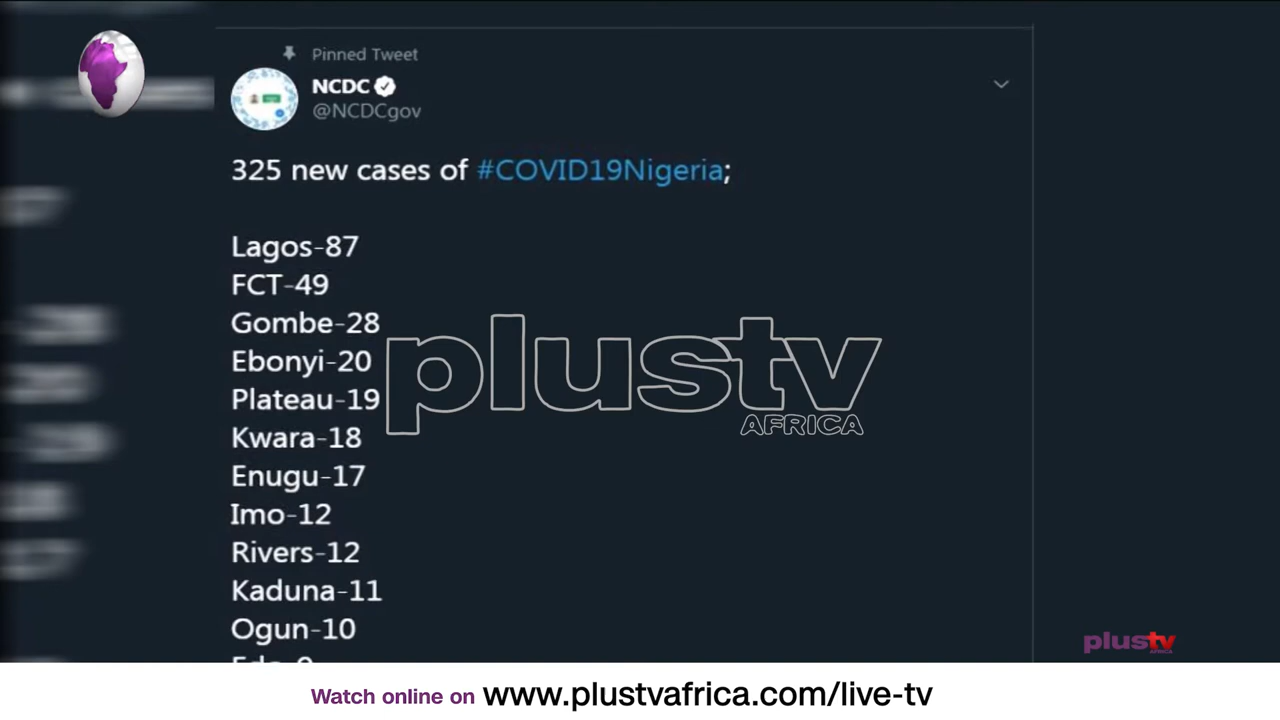 Pinned Tweet
NCDC
@NCDCgov
325 new cases of #COVID19Nigeria;
Lagos-87
FCT-49
Gombe-28
Ebonyi-20
Plateau-19
Kwara-18
Enugu-17
Imo-12
Rivers-12
Kaduna-11
Ogun-10
plustv
AFRICA
plustv
AFRICA
Watch online on www.plustvafrica.com/live-tv